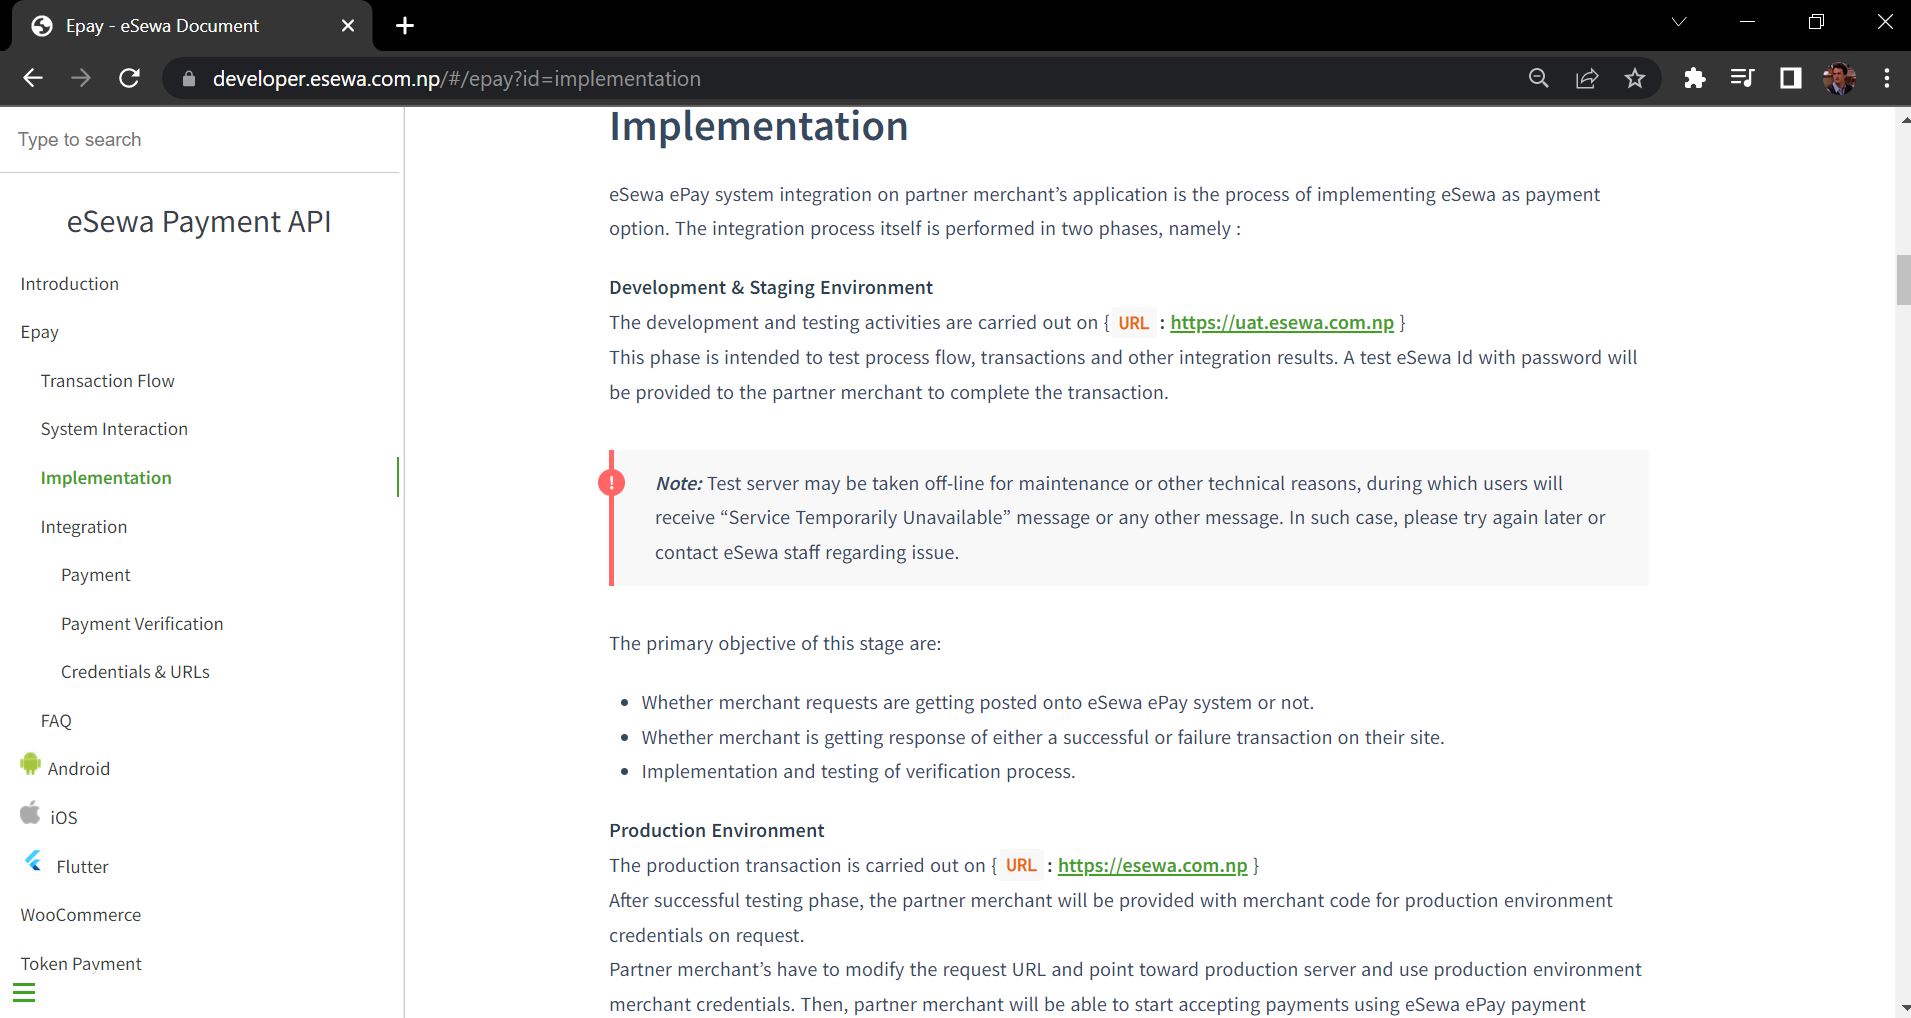 Epay - eSewa Document
developer.esewa.com.np/#/epay?id=implementation
Type to search
eSewa Payment API
Introduction
Epay
Transaction Flow
System Interaction
Implementation
Integration
Payment
Payment Verification
Credentials & URLs
FAQ
Android
iOS
Flutter
WooCommerce
Token Payment
Implementation
eSewa ePay system integration on partner merchant’s application is the process of implementing eSewa as payment
option. The integration process itself is performed in two phases, namely :
Development & Staging Environment
The development and testing activities are carried out on { URL : https://uat.esewa.com.np }
This phase is intended to test process flow, transactions and other integration results. A test eSewa Id with password will
be provided to the partner merchant to complete the transaction.
Note: Test server may be taken off-line for maintenance or other technical reasons, during which users will
receive “Service Temporarily Unavailable” message or any other message. In such case, please try again later or
contact eSewa staff regarding issue.
The primary objective of this stage are:
• Whether merchant requests are getting posted onto eSewa ePay system or not.
• Whether merchant is getting response of either a successful or failure transaction on their site.
• Implementation and testing of verification process.
Production Environment
The production transaction is carried out on { URL : https://esewa.com.np }
After successful testing phase, the partner merchant will be provided with merchant code for production environment
credentials on request.
Partner merchant’s have to modify the request URL and point toward production server and use production environment
merchant credentials. Then, partner merchant will be able to start accepting payments using eSewa ePay payment